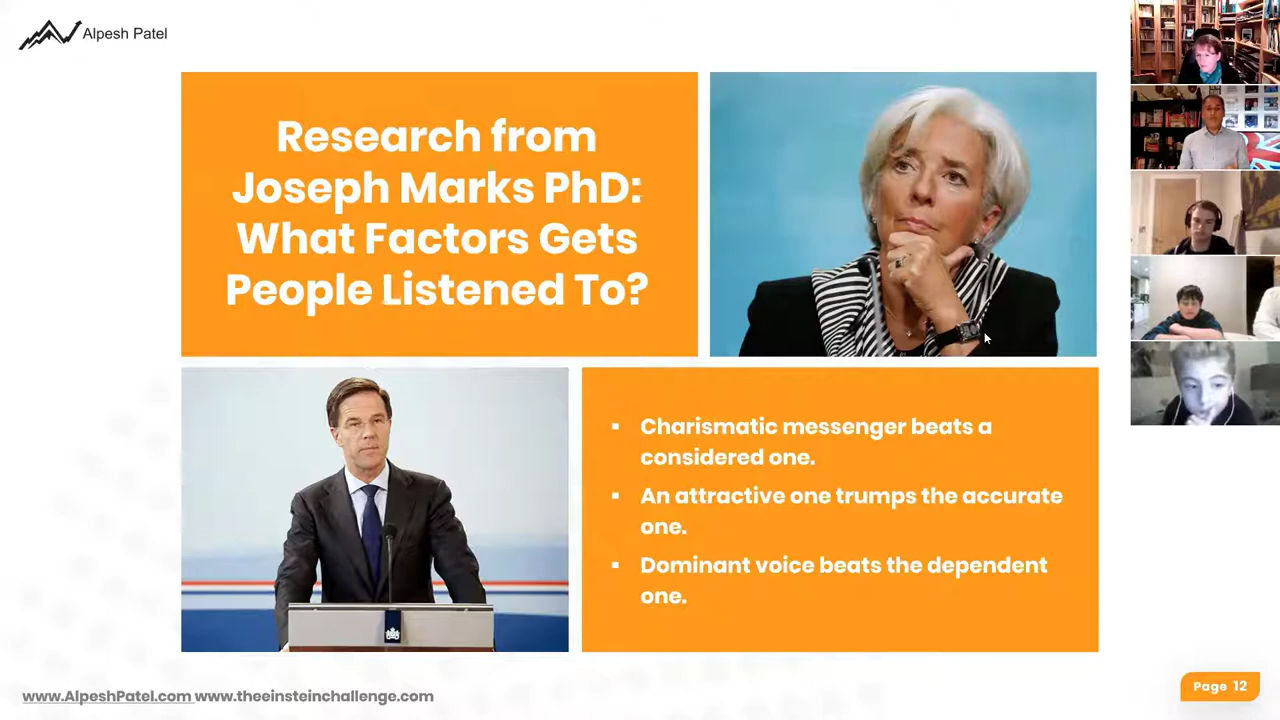 Alpesh Patel
Research from
Joseph Marks PhD:
What Factors Gets
People Listened To?
▪ Charismatic messenger beats a
considered one.
▪ An attractive one trumps the accurate
one.
▪ Dominant voice beats the dependent
one.
www.AlpeshPatel.com www.theeinsteinchallenge.com
Page 12